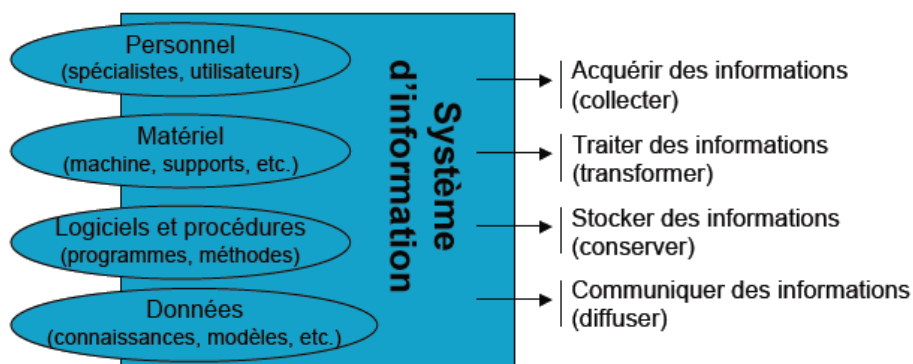 Personnel
(spécialistes, utilisateurs)
Matériel
(machine, supports, etc.)
Logiciels et procédures
(programmes, méthodes)
Données
(connaissances, modèles, etc.)
Système
d'information
Acquérir des informations
(collecter)
Traiter des informations
(transformer)
Stocker des informations
(conserver)
Communiquer des informations
(diffuser)